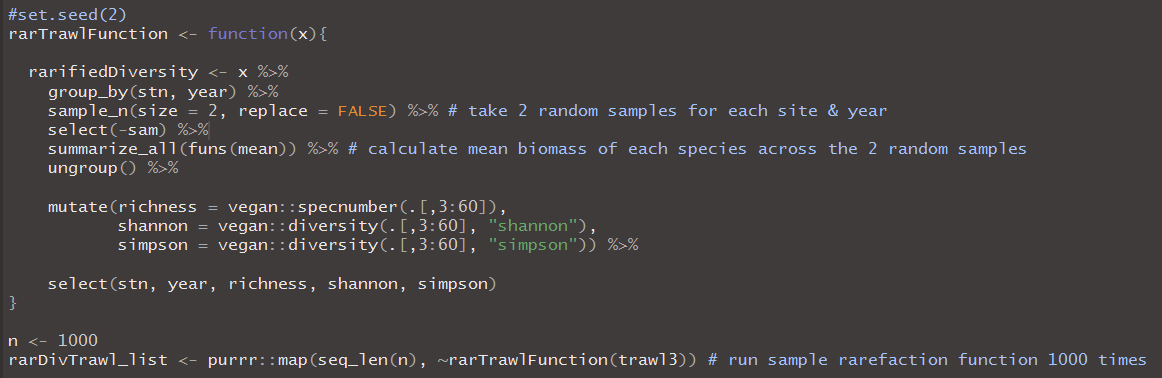 #set.seed(2)
rarTrawlFunction <- function(x){
rarifiedDiversity <- x %>%
group_by(stn, year) %>%
sample_n(size = 2, replace = FALSE) %>% # take 2 random samples for each site & year
select(-sam) %>%
summarize_all(funs(mean)) %>% # calculate mean biomass of each species across the 2 random samples
ungroup() %>%
mutate(richness = vegan::specnumber(.[,3:60]),
shannon = vegan::diversity(.[,3:60], "shannon"),
simpson = vegan::diversity(.[,3:60], "simpson")) %>%
select(stn, year, richness, shannon, simpson)
}
n <- 1000
rarDivTrawl_list <- purrr::map(seq_len(n), ~rarTrawlFunction(trawl3)) # run sample rarefaction function 1000 times